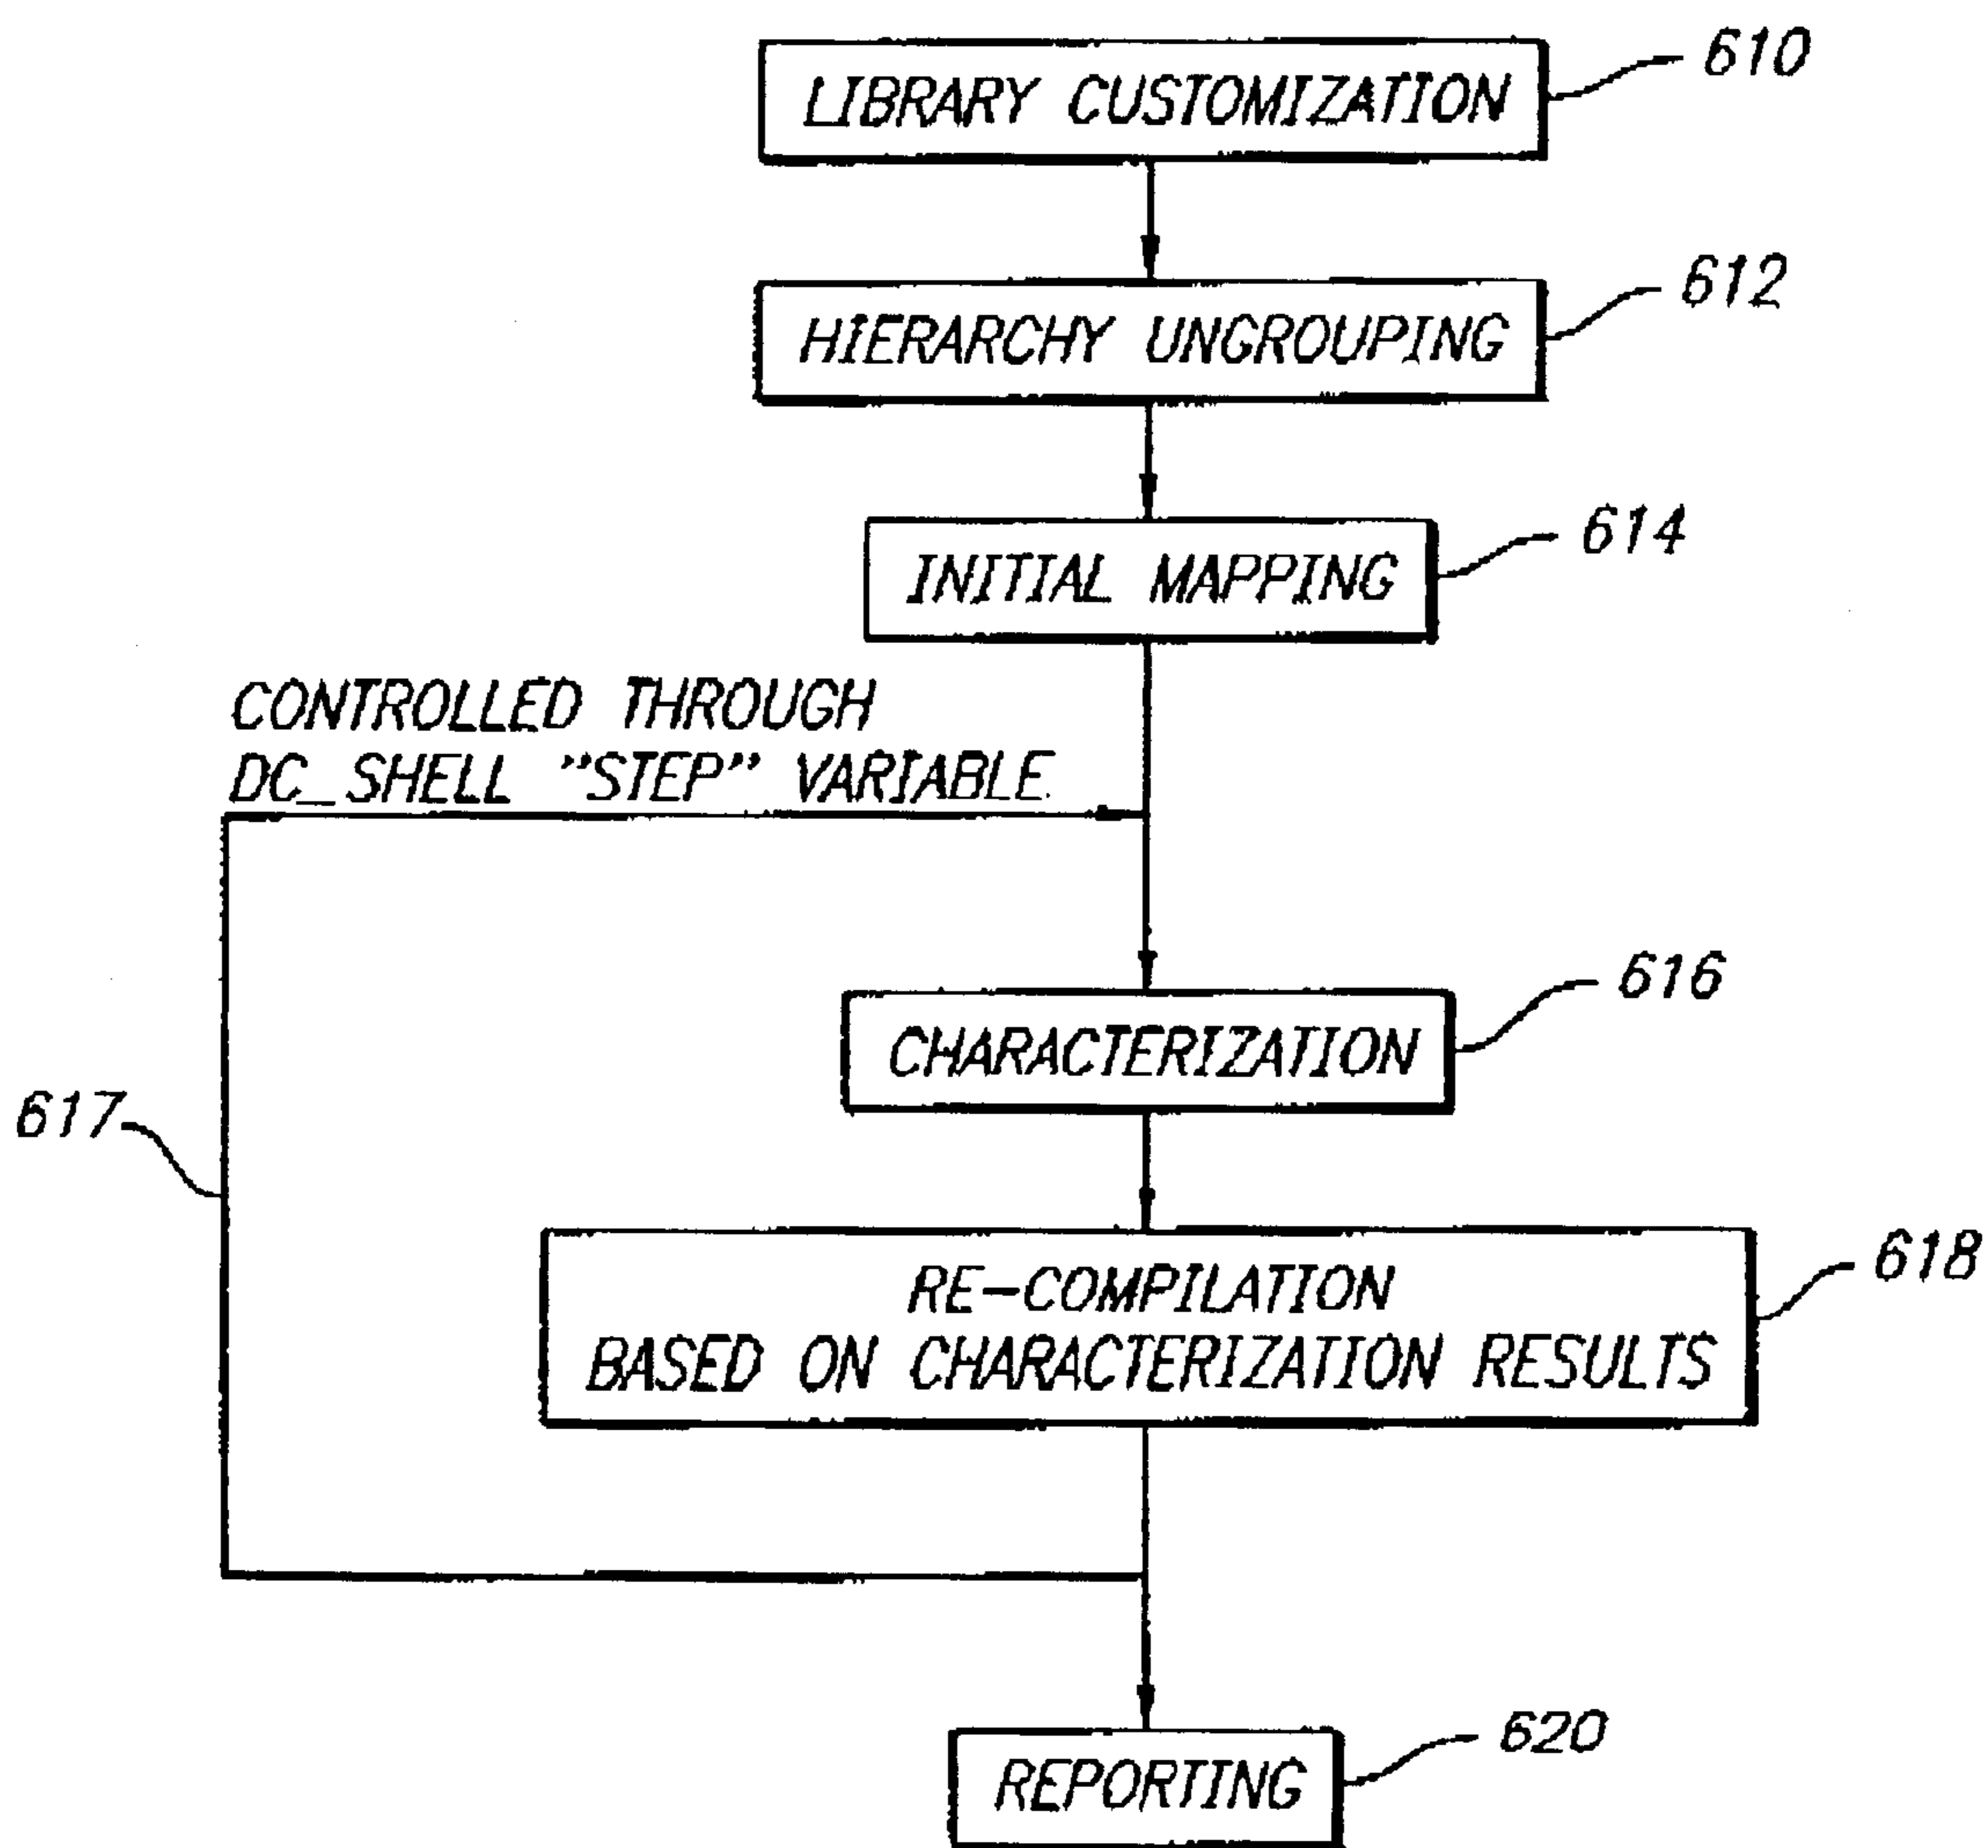 LIBRARY CUSTOMIZATION
610
HIERARCHY UNGROUPING
612
INITIAL MAPPING
614
CONTROLLED THROUGH
DC_SHELL "STEP" VARIABLE
CHARACTERIZATION
616
617
RE-COMPILATION
BASED ON CHARACTERIZATION RESULTS
618
REPORTING
620